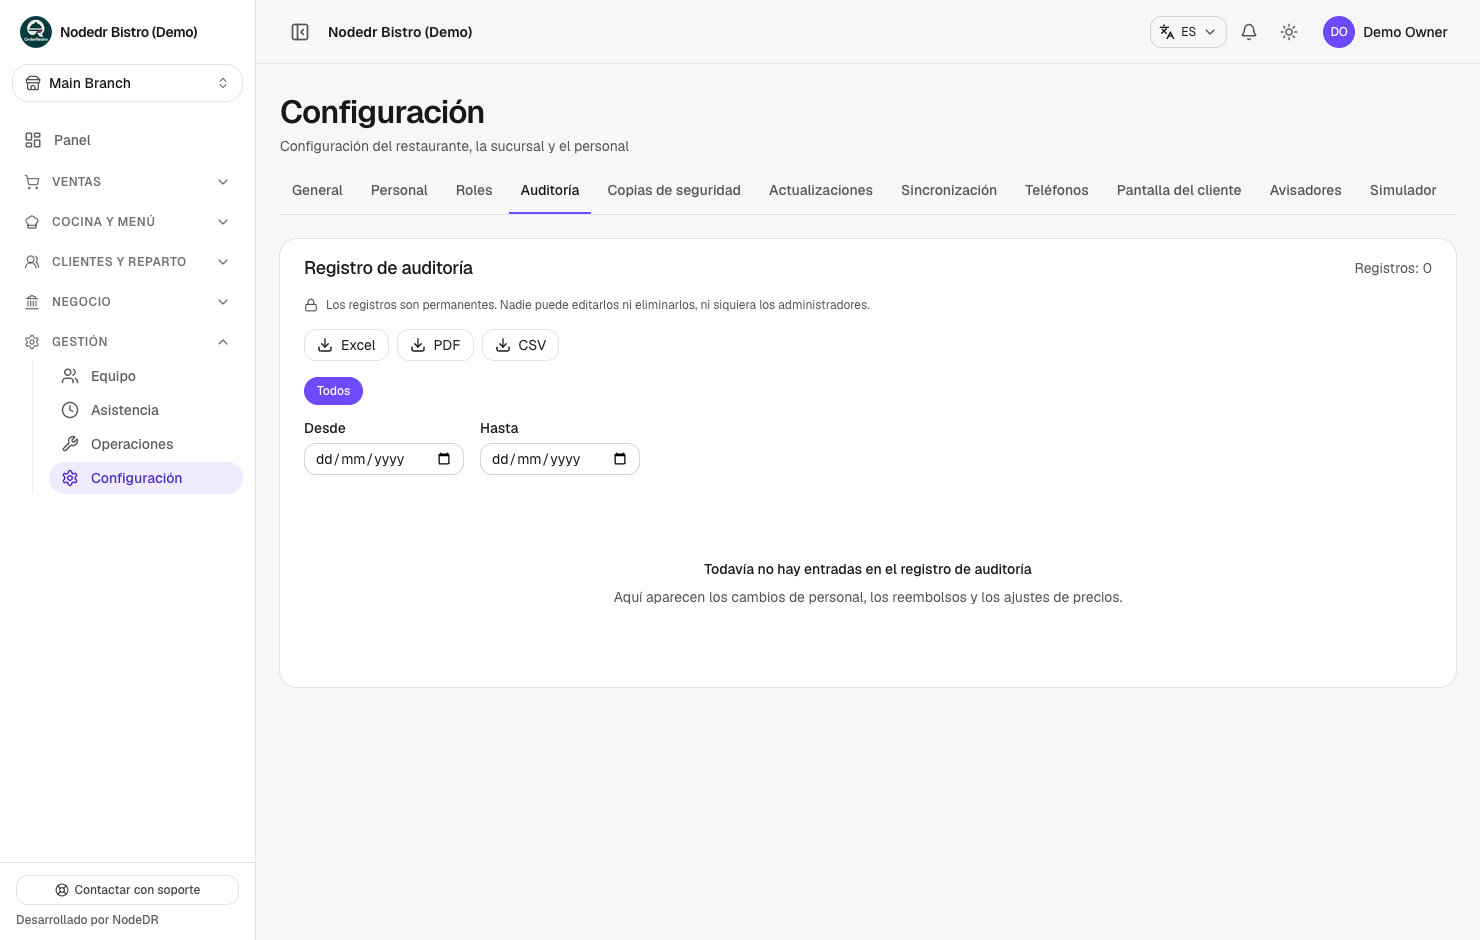 Nodedr Bistro (Demo)
Main Branch
Panel
VENTAS
COCINA Y MENÚ
CLIENTES Y REPARTO
NEGOCIO
GESTIÓN
Equipo
Asistencia
Operaciones
Configuración
Contactar con soporte
Desarrollado por NodeDR
Nodedr Bistro (Demo)
ES
DO
Demo Owner
Configuración
Configuración del restaurante, la sucursal y el personal
General Personal Roles Auditoría Copias de seguridad Actualizaciones Sincronización Teléfonos Pantalla del cliente Avisadores Simulador
Registro de auditoría
Registros: 0
Los registros son permanentes. Nadie puede editarlos ni eliminarlos, ni siquiera los administradores.
Excel PDF CSV
Todos
Desde Hasta
dd/mm/yyyy dd/mm/yyyy
Todavía no hay entradas en el registro de auditoría
Aquí aparecen los cambios de personal, los reembolsos y los ajustes de precios.